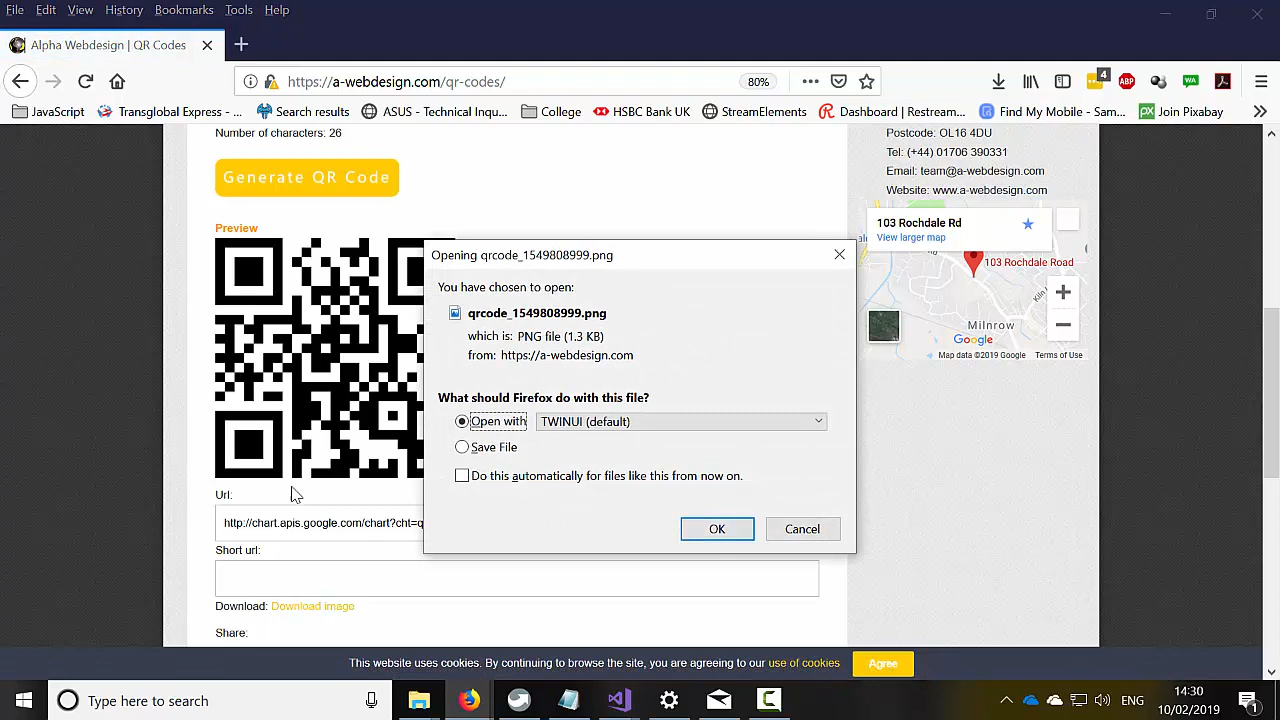 File Edit View History Bookmarks Tools Help
Alpha Webdesign | QR Codes
https://a-webdesign.com/qr-codes/ 80%
4
ABP
WA
JavaScript Transglobal Express - ... Search results ASUS - Technical Inqu... College HSBC Bank UK StreamElements Dashboard | Restream... Find My Mobile - Sam... Join Pixabay
Number of characters: 26
Generate QR Code
Preview
Url:
http://chart.apis.google.com/chart?cht=q
Short url:
Download: Download image
Share:
Postcode: OL16 4DU
Tel: (+44) 01706 390331
Email: team@a-webdesign.com
Website: www.a-webdesign.com
103 Rochdale Rd
View larger map
103 Rochdale Road
Kiln
Milnrow
Google
Map data ©2019 Google Terms of Use
Opening qrcode_1549808999.png
You have chosen to open:
qrcode_1549808999.png
which is: PNG file (1.3 KB)
from: https://a-webdesign.com
What should Firefox do with this file?
Open with TWINUI (default)
Save File
Do this automatically for files like this from now on.
OK Cancel
This website uses cookies. By continuing to browse the site, you are agreeing to our use of cookies Agree
Type here to search
ENG
14:30
10/02/2019
1